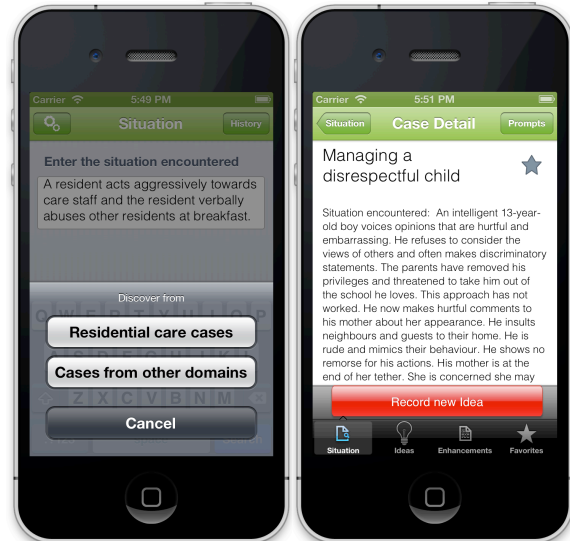 Carrier 5:49 PM
Situation History
Enter the situation encountered
A resident acts aggressively towards
care staff and the resident verbally
abuses other residents at breakfast.
Discover from
Q W E R T Y U I O P
Residential care cases
Cases from other domains
Z X C V B N M
Cancel
Carrier 5:51 PM
Situation Case Detail Prompts
Managing a
disrespectful child
Situation encountered: An intelligent 13-year-
old boy voices opinions that are hurtful and
embarrassing. He refuses to consider the
views of others and often makes discriminatory
statements. The parents have removed his
privileges and threatened to take him out of
the school he loves. This approach has not
worked. He now makes hurtful comments to
his mother about her appearance. He insults
neighbours and guests to their home. He is
rude and mimics their behaviour. He shows no
remorse for his actions. His mother is at the
end of her tether. She is concerned she may
Record new Idea
Situation Ideas Enhancements Favorites